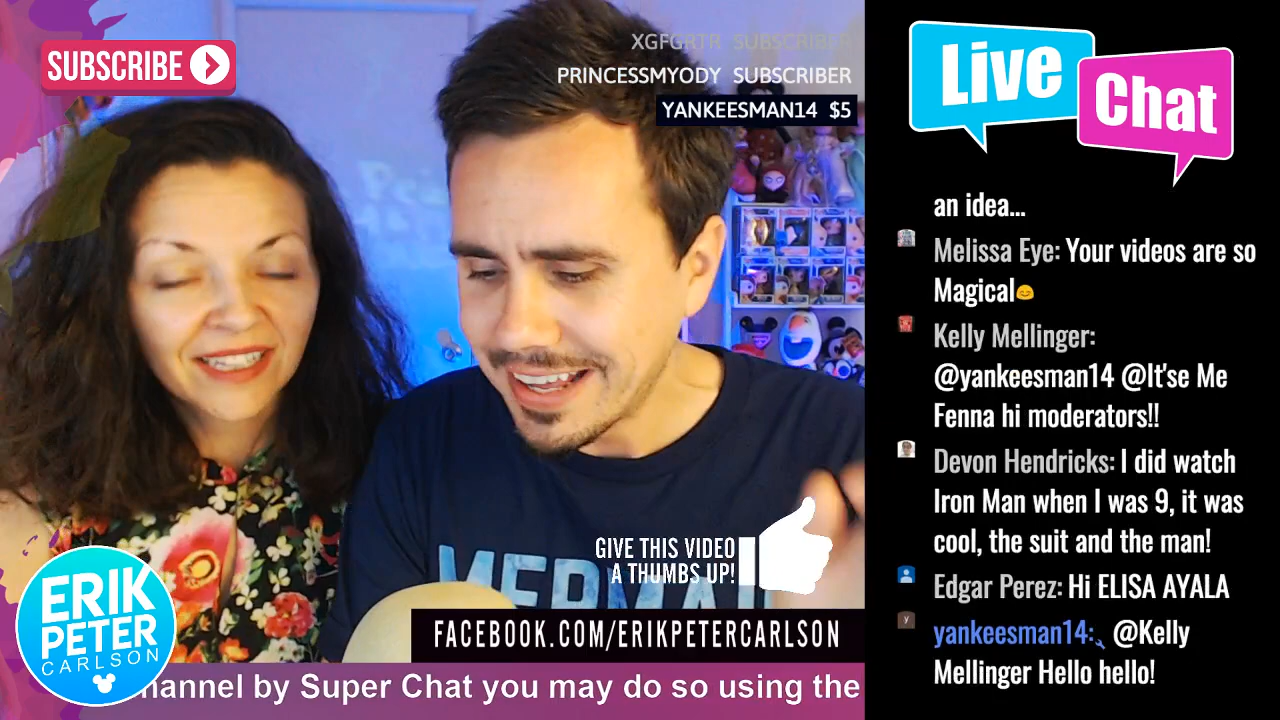 SUBSCRIBE
XGFGRTR SUBSCRIBER
PRINCESSMYODY SUBSCRIBER
YANKEESMAN14 $5
Live
Chat
an idea...
Melissa Eye: Your videos are so
Magical😊
Kelly Mellinger:
@yankeesman14 @It'se Me
Fenna hi moderators!!
Devon Hendricks: I did watch
Iron Man when I was 9, it was
cool, the suit and the man!
Edgar Perez: Hi ELISA AYALA
y
yankeesman14:🔧 @Kelly
Mellinger Hello hello!
GIVE THIS VIDEO
A THUMBS UP!
ERIK
PETER
CARLSON
FACEBOOK.COM/ERIKPETERCARLSON
hannel by Super Chat you may do so using the